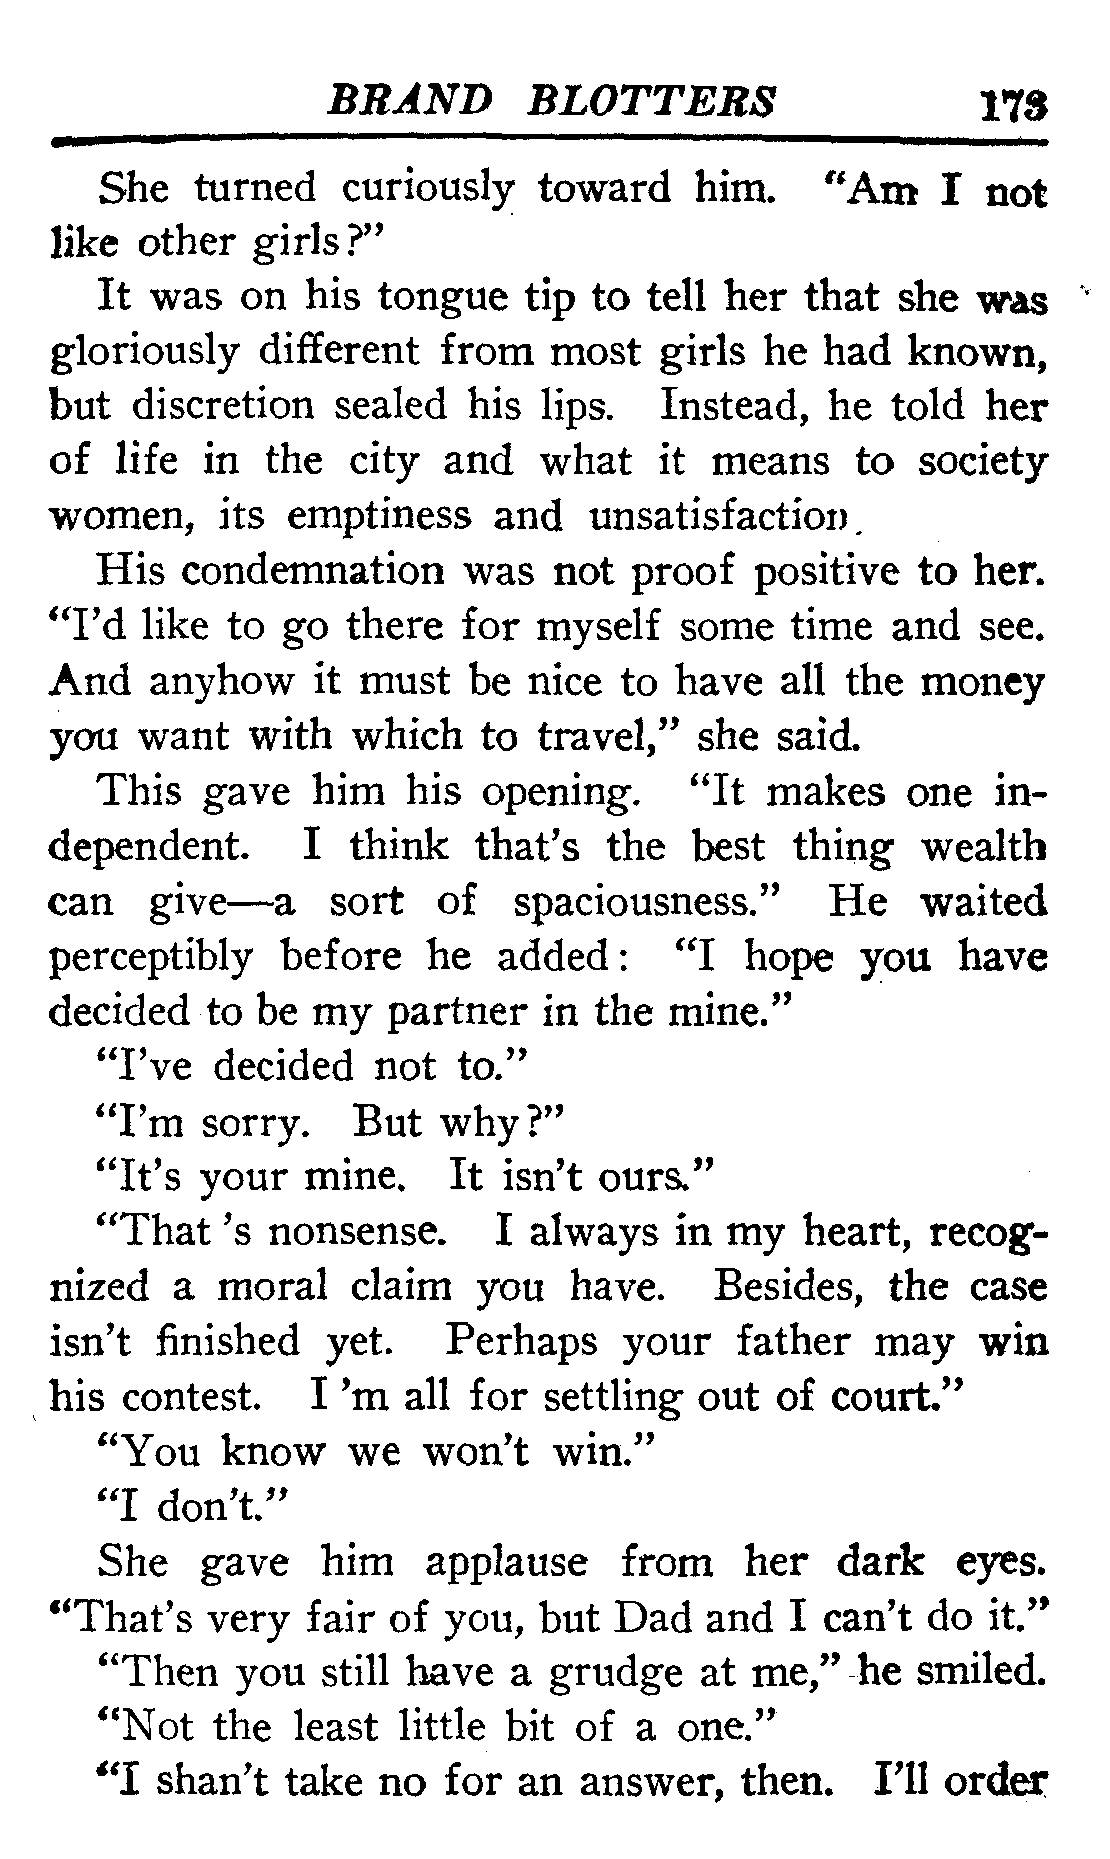 BRAND BLOTTERS 173
She turned curiously toward him. "Am I not
like other girls?"
It was on his tongue tip to tell her that she was
gloriously different from most girls he had known,
but discretion sealed his lips. Instead, he told her
of life in the city and what it means to society
women, its emptiness and unsatisfaction.
His condemnation was not proof positive to her.
"I'd like to go there for myself some time and see.
And anyhow it must be nice to have all the money
you want with which to travel," she said.
This gave him his opening. "It makes one in-
dependent. I think that's the best thing wealth
can give—a sort of spaciousness." He waited
perceptibly before he added: "I hope you have
decided to be my partner in the mine."
"I've decided not to."
"I'm sorry. But why?"
"It's your mine. It isn't ours."
"That 's nonsense. I always in my heart, recog-
nized a moral claim you have. Besides, the case
isn't finished yet. Perhaps your father may win
his contest. I 'm all for settling out of court."
"You know we won't win."
"I don't."
She gave him applause from her dark eyes.
"That's very fair of you, but Dad and I can't do it."
"Then you still have a grudge at me," he smiled.
"Not the least little bit of a one."
"I shan't take no for an answer, then. I'll order